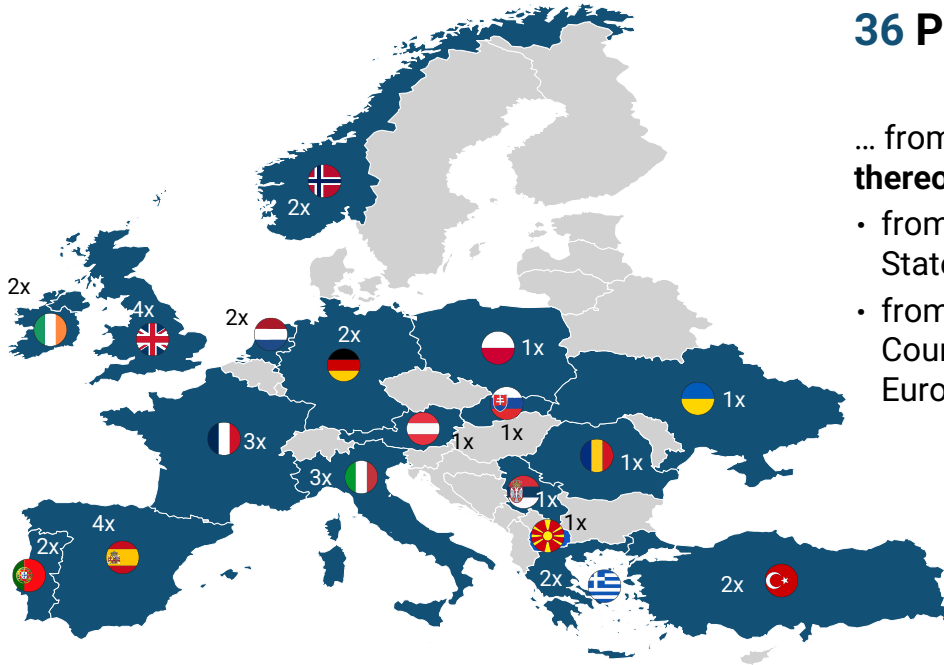 36 P
... from
thereo
• from
State
• from
Coun
Euro
2x
2x
4x
2x
2x
1x
1x
1x
1x
3x
3x
1x
1x
1x
4x
2x
2x
2x